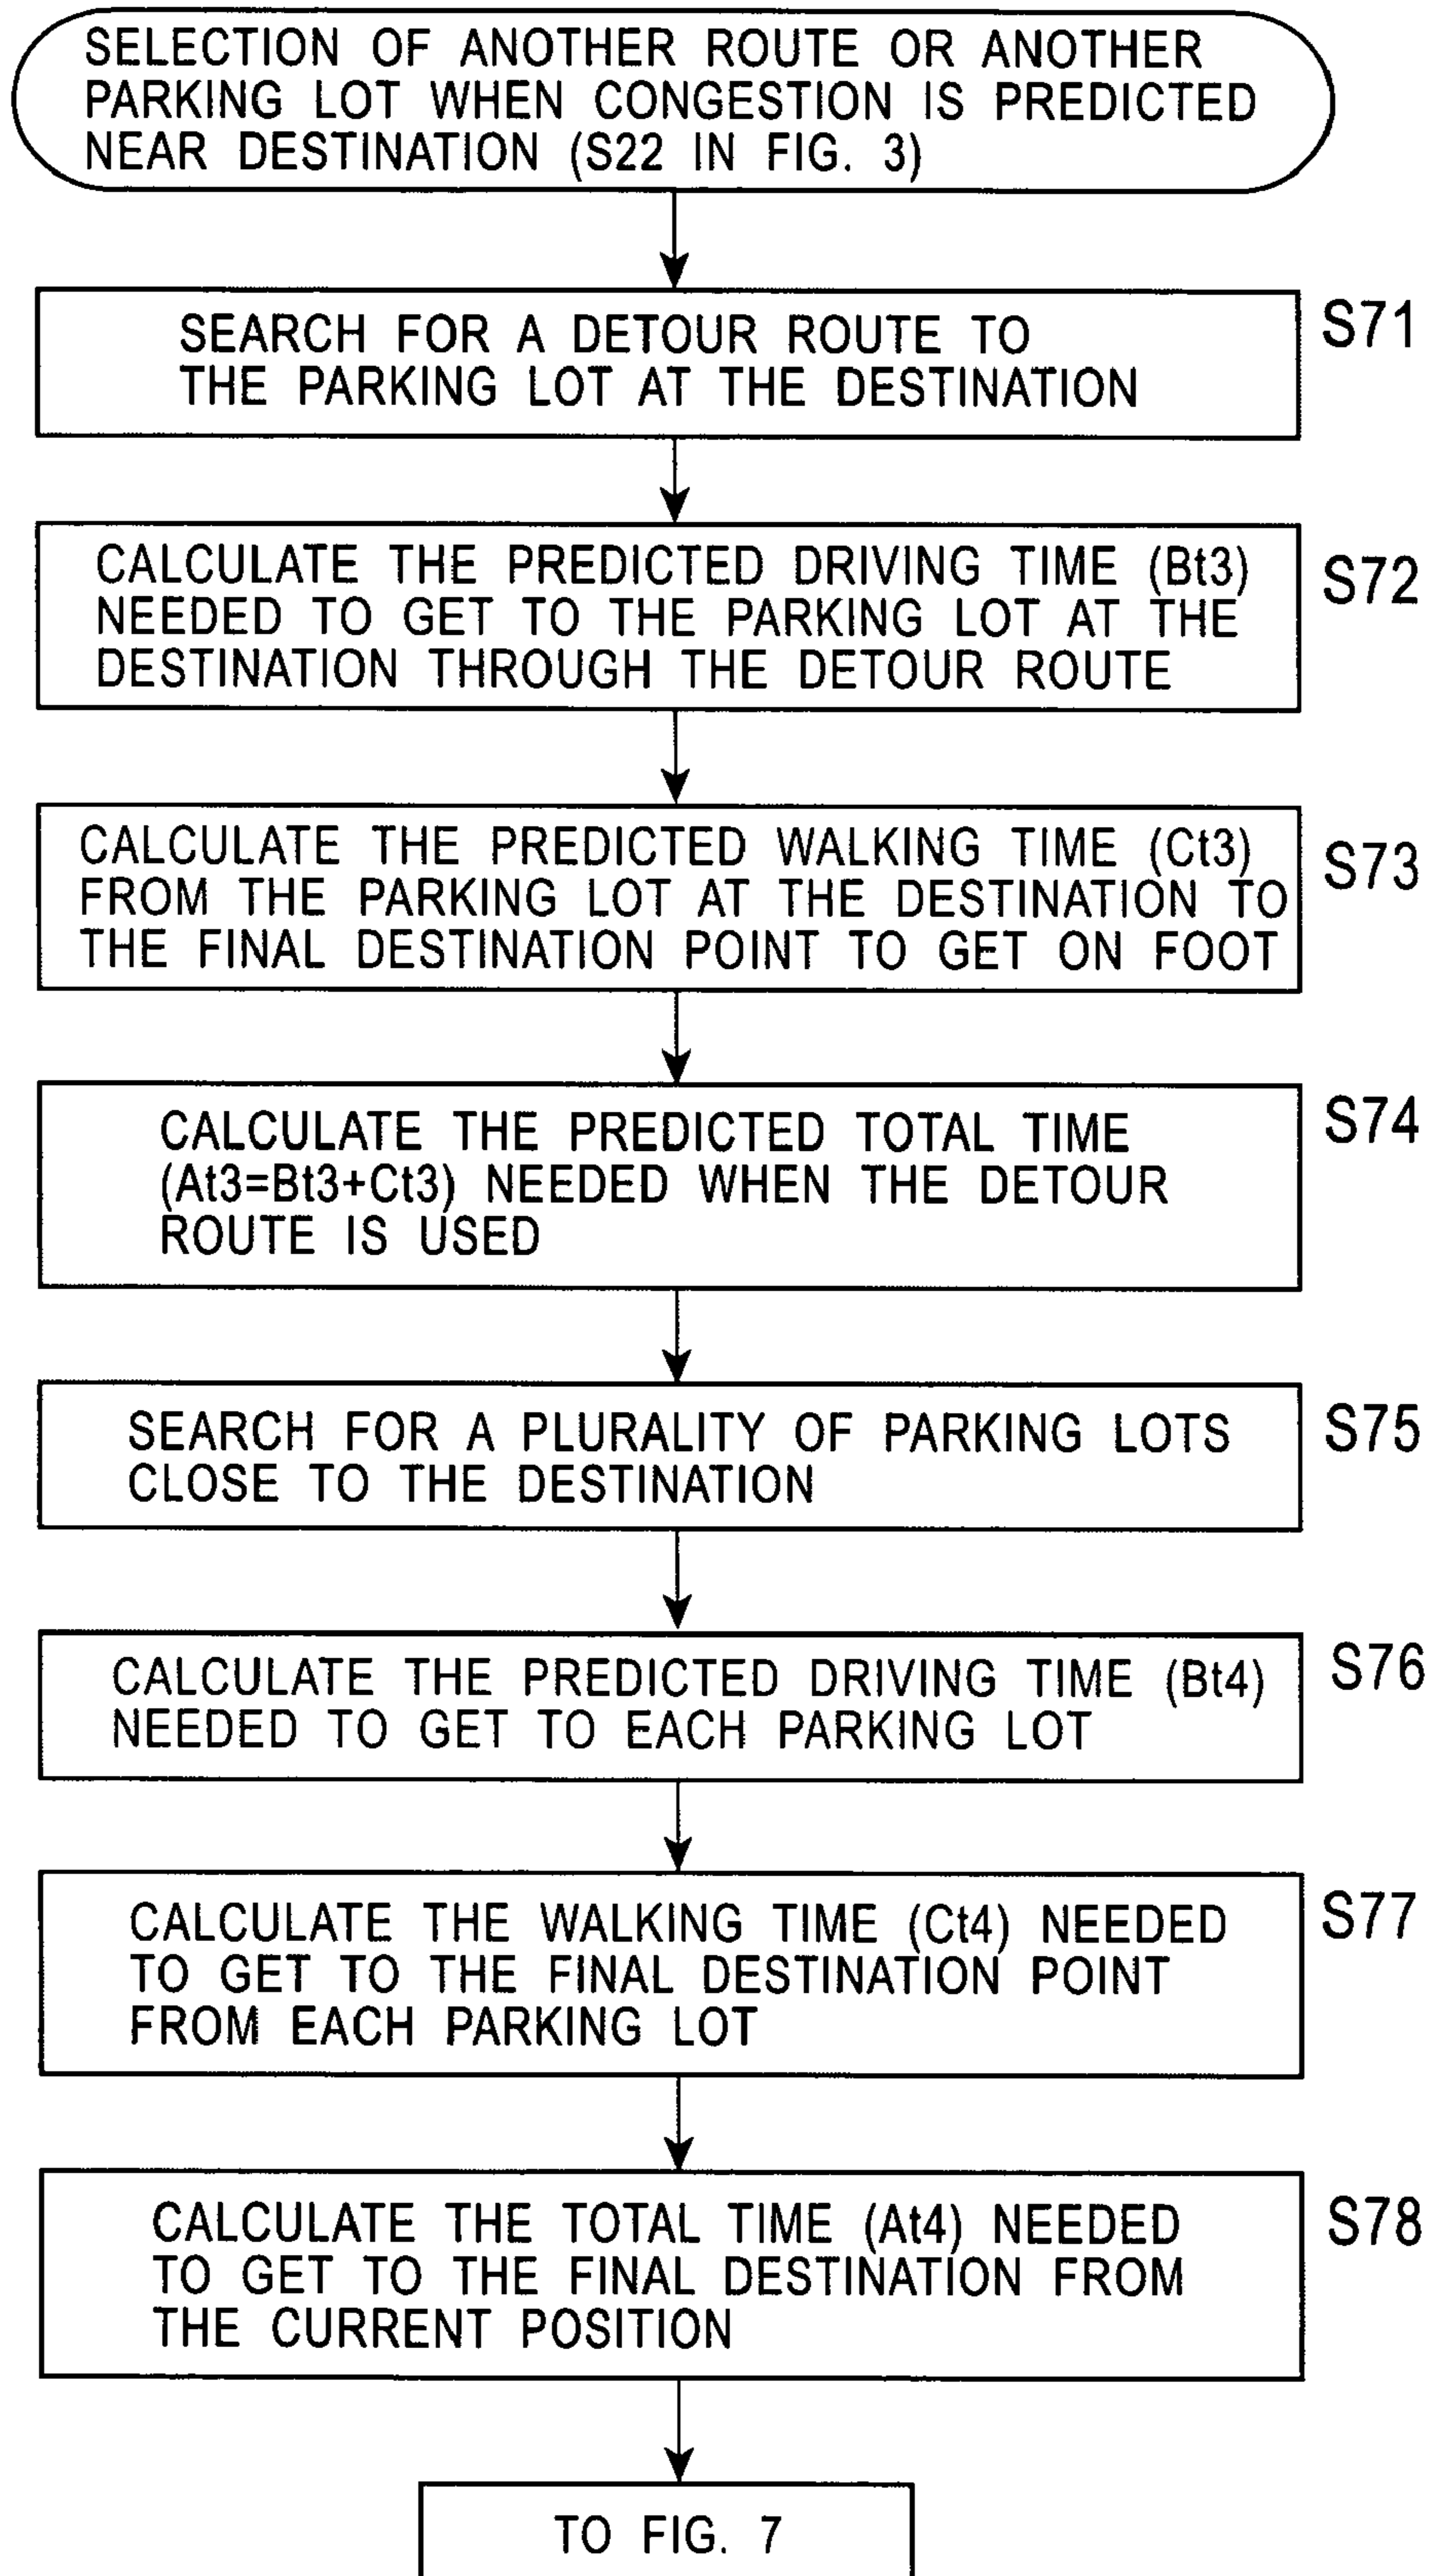 SELECTION OF ANOTHER ROUTE OR ANOTHER
PARKING LOT WHEN CONGESTION IS PREDICTED
NEAR DESTINATION (S22 IN FIG. 3)
SEARCH FOR A DETOUR ROUTE TO
THE PARKING LOT AT THE DESTINATION
S71
CALCULATE THE PREDICTED DRIVING TIME (Bt3)
NEEDED TO GET TO THE PARKING LOT AT THE
DESTINATION THROUGH THE DETOUR ROUTE
S72
CALCULATE THE PREDICTED WALKING TIME (Ct3)
FROM THE PARKING LOT AT THE DESTINATION TO
THE FINAL DESTINATION POINT TO GET ON FOOT
S73
CALCULATE THE PREDICTED TOTAL TIME
(At3=Bt3+Ct3) NEEDED WHEN THE DETOUR
ROUTE IS USED
S74
SEARCH FOR A PLURALITY OF PARKING LOTS
CLOSE TO THE DESTINATION
S75
CALCULATE THE PREDICTED DRIVING TIME (Bt4)
NEEDED TO GET TO EACH PARKING LOT
S76
CALCULATE THE WALKING TIME (Ct4) NEEDED
TO GET TO THE FINAL DESTINATION POINT
FROM EACH PARKING LOT
S77
CALCULATE THE TOTAL TIME (At4) NEEDED
TO GET TO THE FINAL DESTINATION FROM
THE CURRENT POSITION
S78
TO FIG. 7